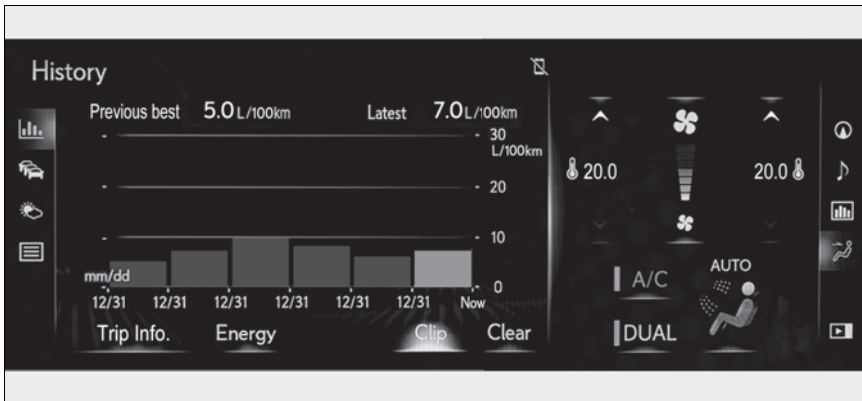 History
Previous best 5.0 L/100km Latest 7.0 L/100km
30
L/100km
20
10
0
mm/dd
12/31 12/31 12/31 12/31 12/31 12/31 Now
Trip Info. Energy Clip Clear
20.0 20.0
A/C AUTO
DUAL